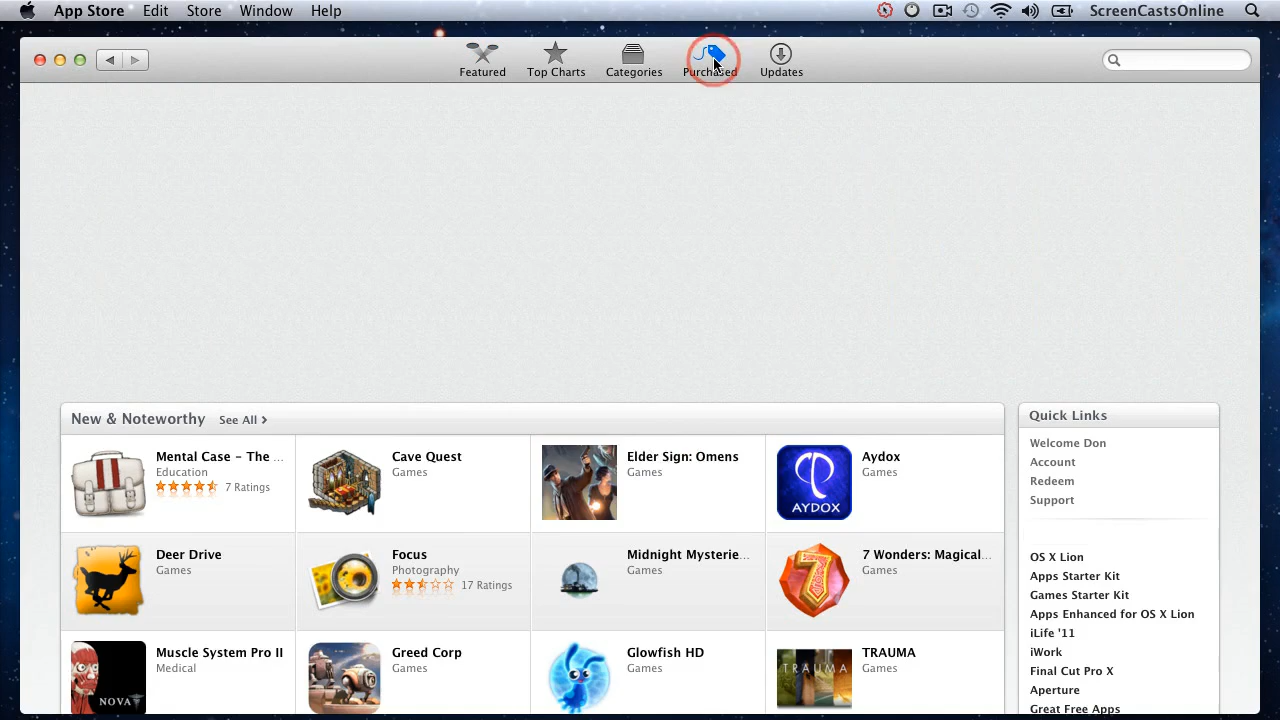 App Store Edit Store Window Help ScreenCastsOnline
Featured Top Charts Categories Purchased Updates
New & Noteworthy See All >
Mental Case – The ...
Education
7 Ratings
Cave Quest
Games
Elder Sign: Omens
Games
Aydox
Games
AYDOX
Deer Drive
Games
Focus
Photography
17 Ratings
Midnight Mysterie...
Games
7 Wonders: Magical...
Games
7
Muscle System Pro II
Medical
NOVA
Greed Corp
Games
Glowfish HD
Games
TRAUMA
Games
TRAUMA
Quick Links
Welcome Don
Account
Redeem
Support
OS X Lion
Apps Starter Kit
Games Starter Kit
Apps Enhanced for OS X Lion
iLife '11
iWork
Final Cut Pro X
Aperture
Great Free Apps